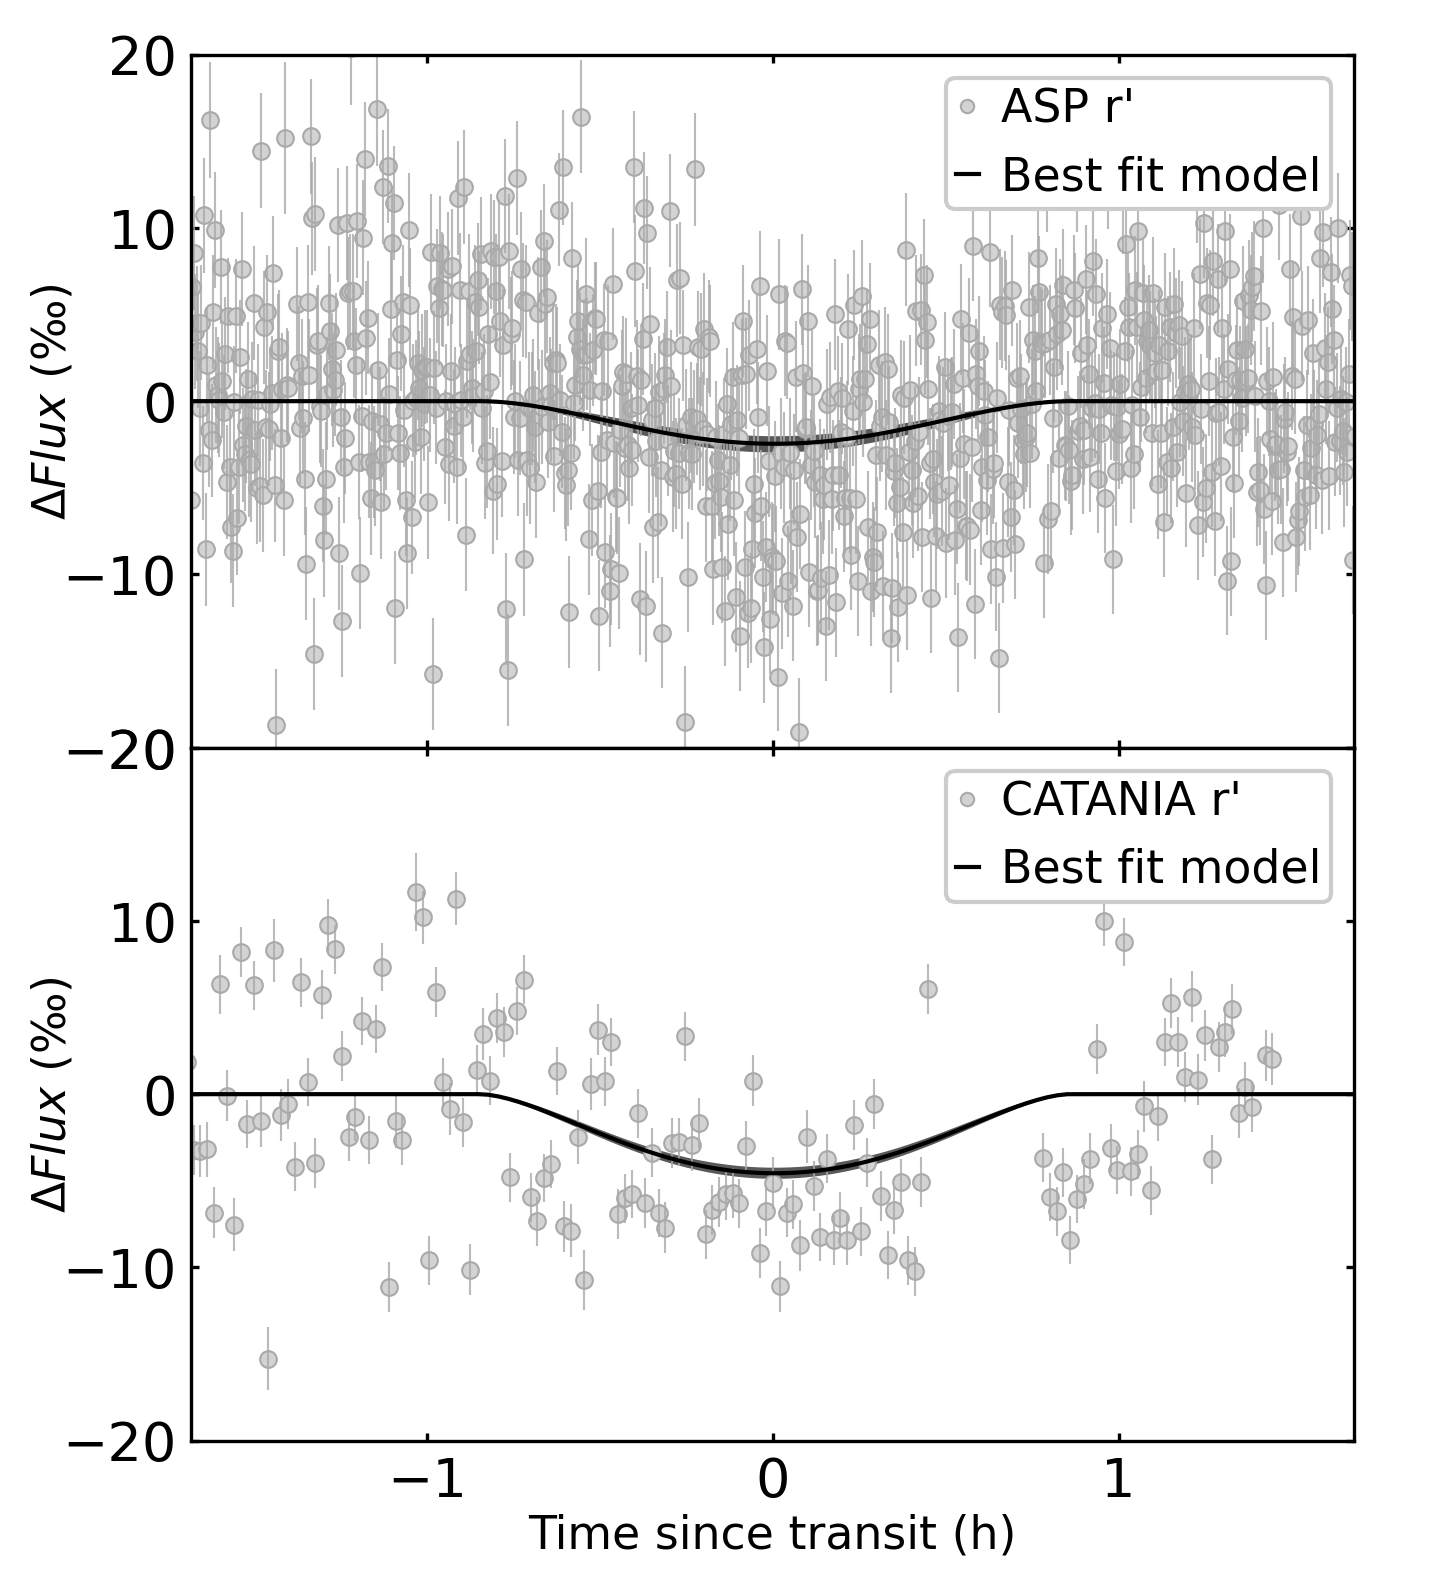 20
10
0
−10
−20
ΔFlux (‰)
ASP r'
Best fit model
10
0
−10
−20
ΔFlux (‰)
CATANIA r'
Best fit model
−1 0 1
Time since transit (h)